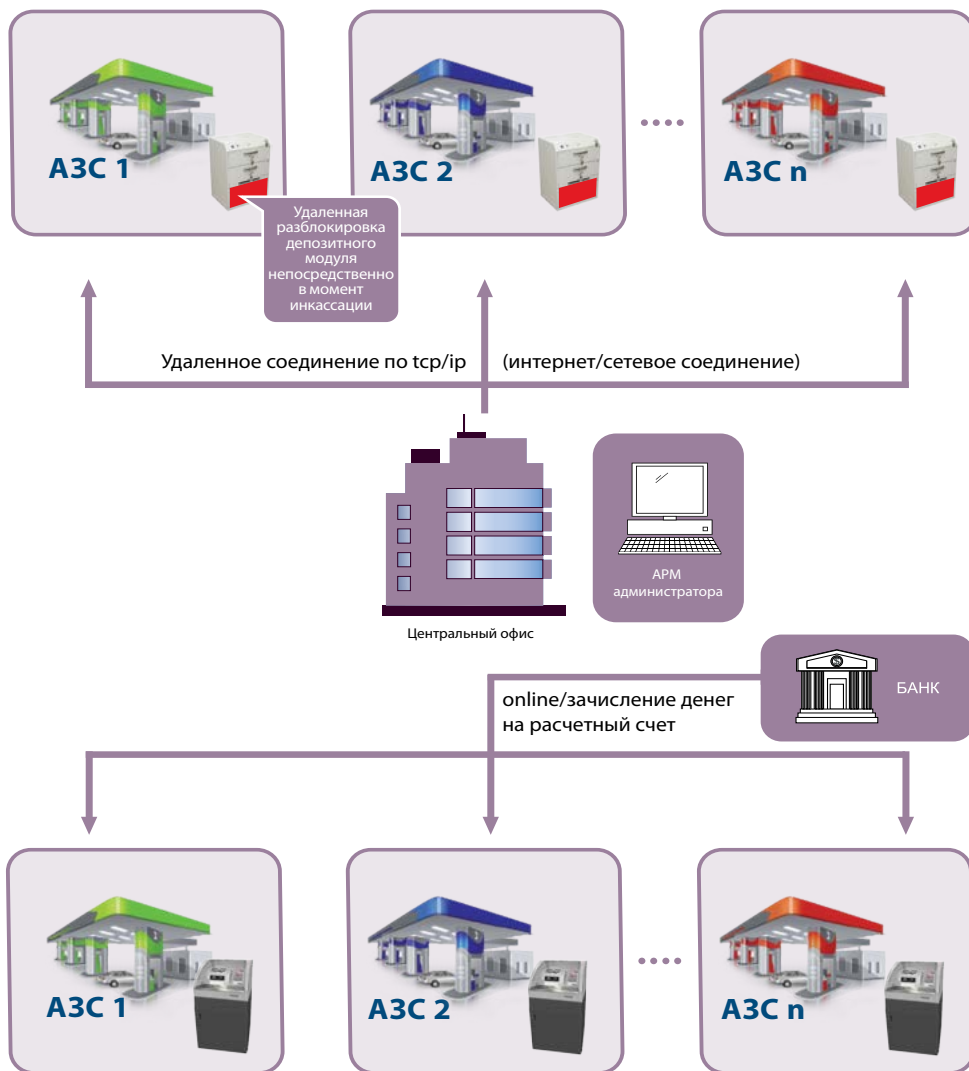 АЗС 1
АЗС 2
АЗС n
Удаленная
разблокировка
депозитного
модуля
непосредственно
в момент
инкассации
Удаленное соединение по tcp/ip (интернет/сетевое соединение)
АРМ
администратора
Центральный офис
БАНК
online/зачисление денег
на расчетный счет
АЗС 1
АЗС 2
АЗС n